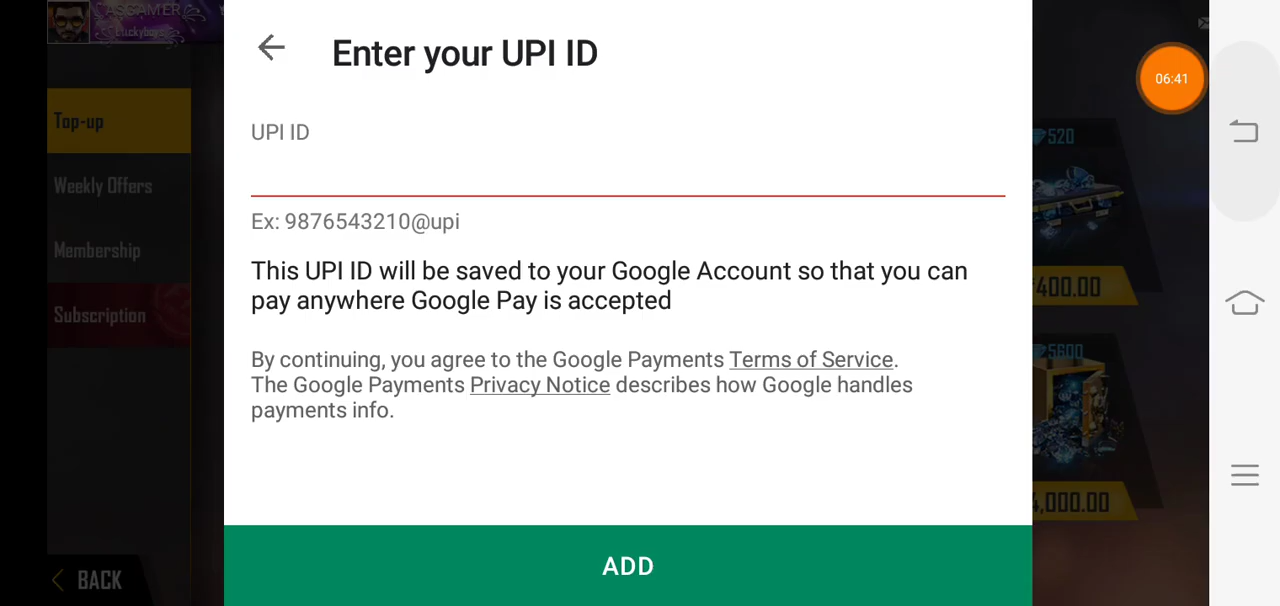 ASGAMER
Enter your UPI ID
06:41
Top-up
UPI ID
520
Weekly Offers
Ex: 9876543210@upi
Membership
This UPI ID will be saved to your Google Account so that you can
pay anywhere Google Pay is accepted
400.00
Subscription
By continuing, you agree to the Google Payments Terms of Service.
The Google Payments Privacy Notice describes how Google handles
payments info.
5600
,000.00
ADD
BACK